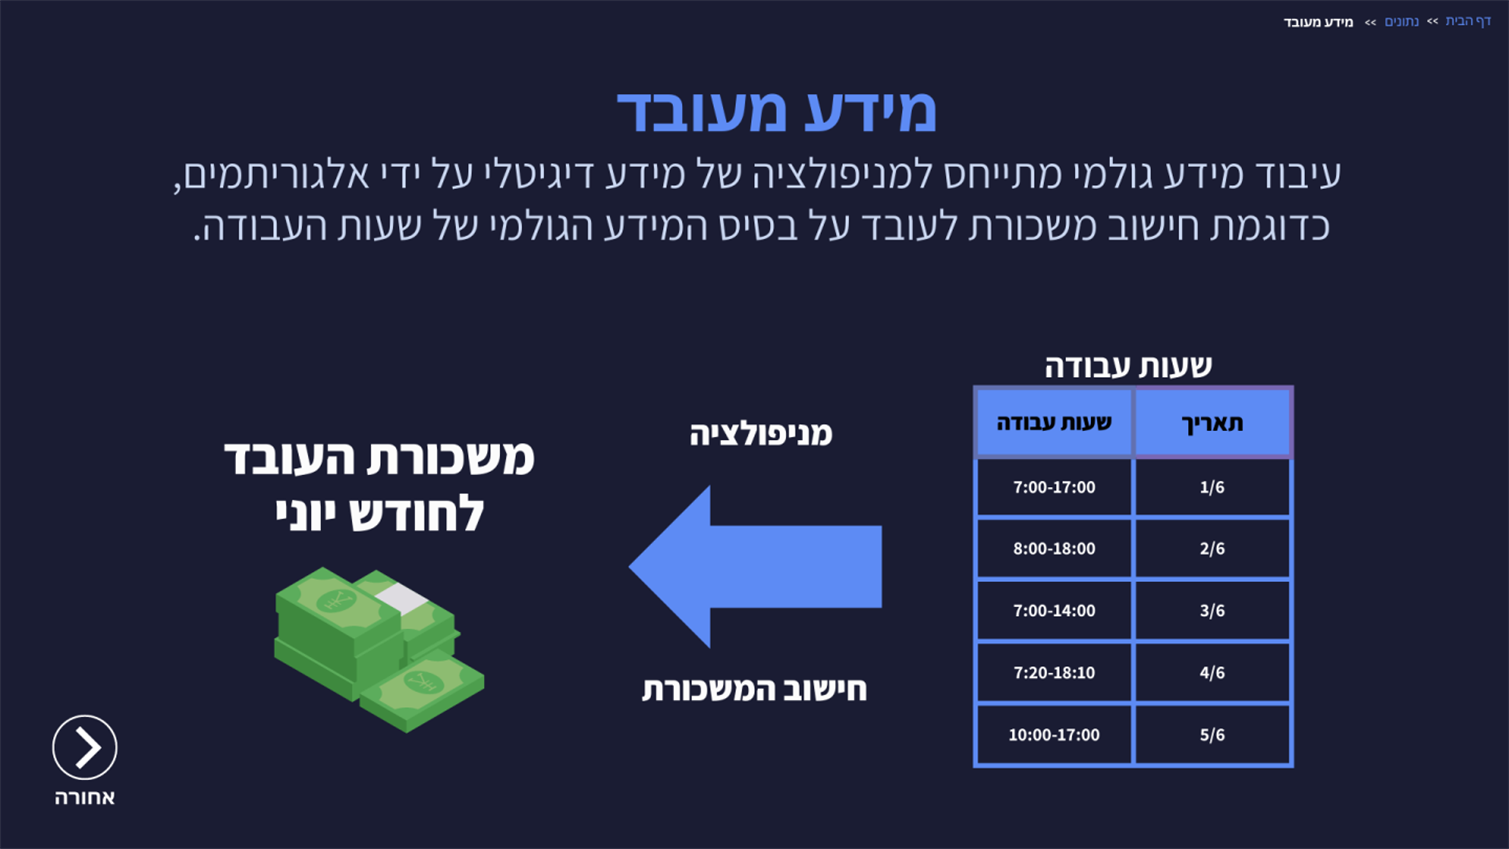 דף הבית >> נתונים >> מידע מעובד
מידע מעובד
עיבוד מידע גולמי מתייחס למניפולציה של מידע דיגיטלי על ידי אלגוריתמים,
כדוגמת חישוב משכורת לעובד על בסיס המידע הגולמי של שעות העבודה.
שעות עבודה
תאריך שעות עבודה
1/6 7:00-17:00
2/6 8:00-18:00
3/6 7:00-14:00
4/6 7:20-18:10
5/6 10:00-17:00
מניפולציה
חישוב המשכורת
משכורת העובד
לחודש יוני
אחורה